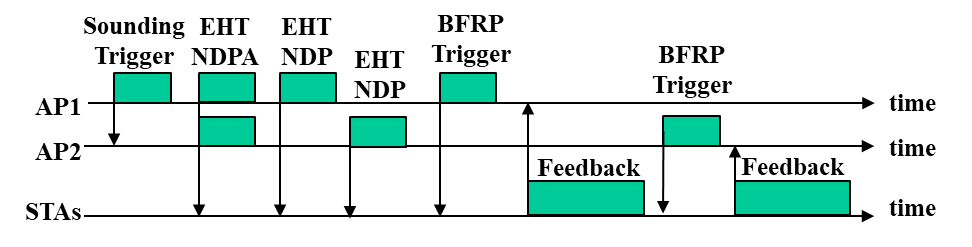 Sounding
Trigger
EHT
NDPA
EHT
NDP
EHT
NDP
BFRP
Trigger
BFRP
Trigger
AP1
time
AP2
time
Feedback
Feedback
STAs
time